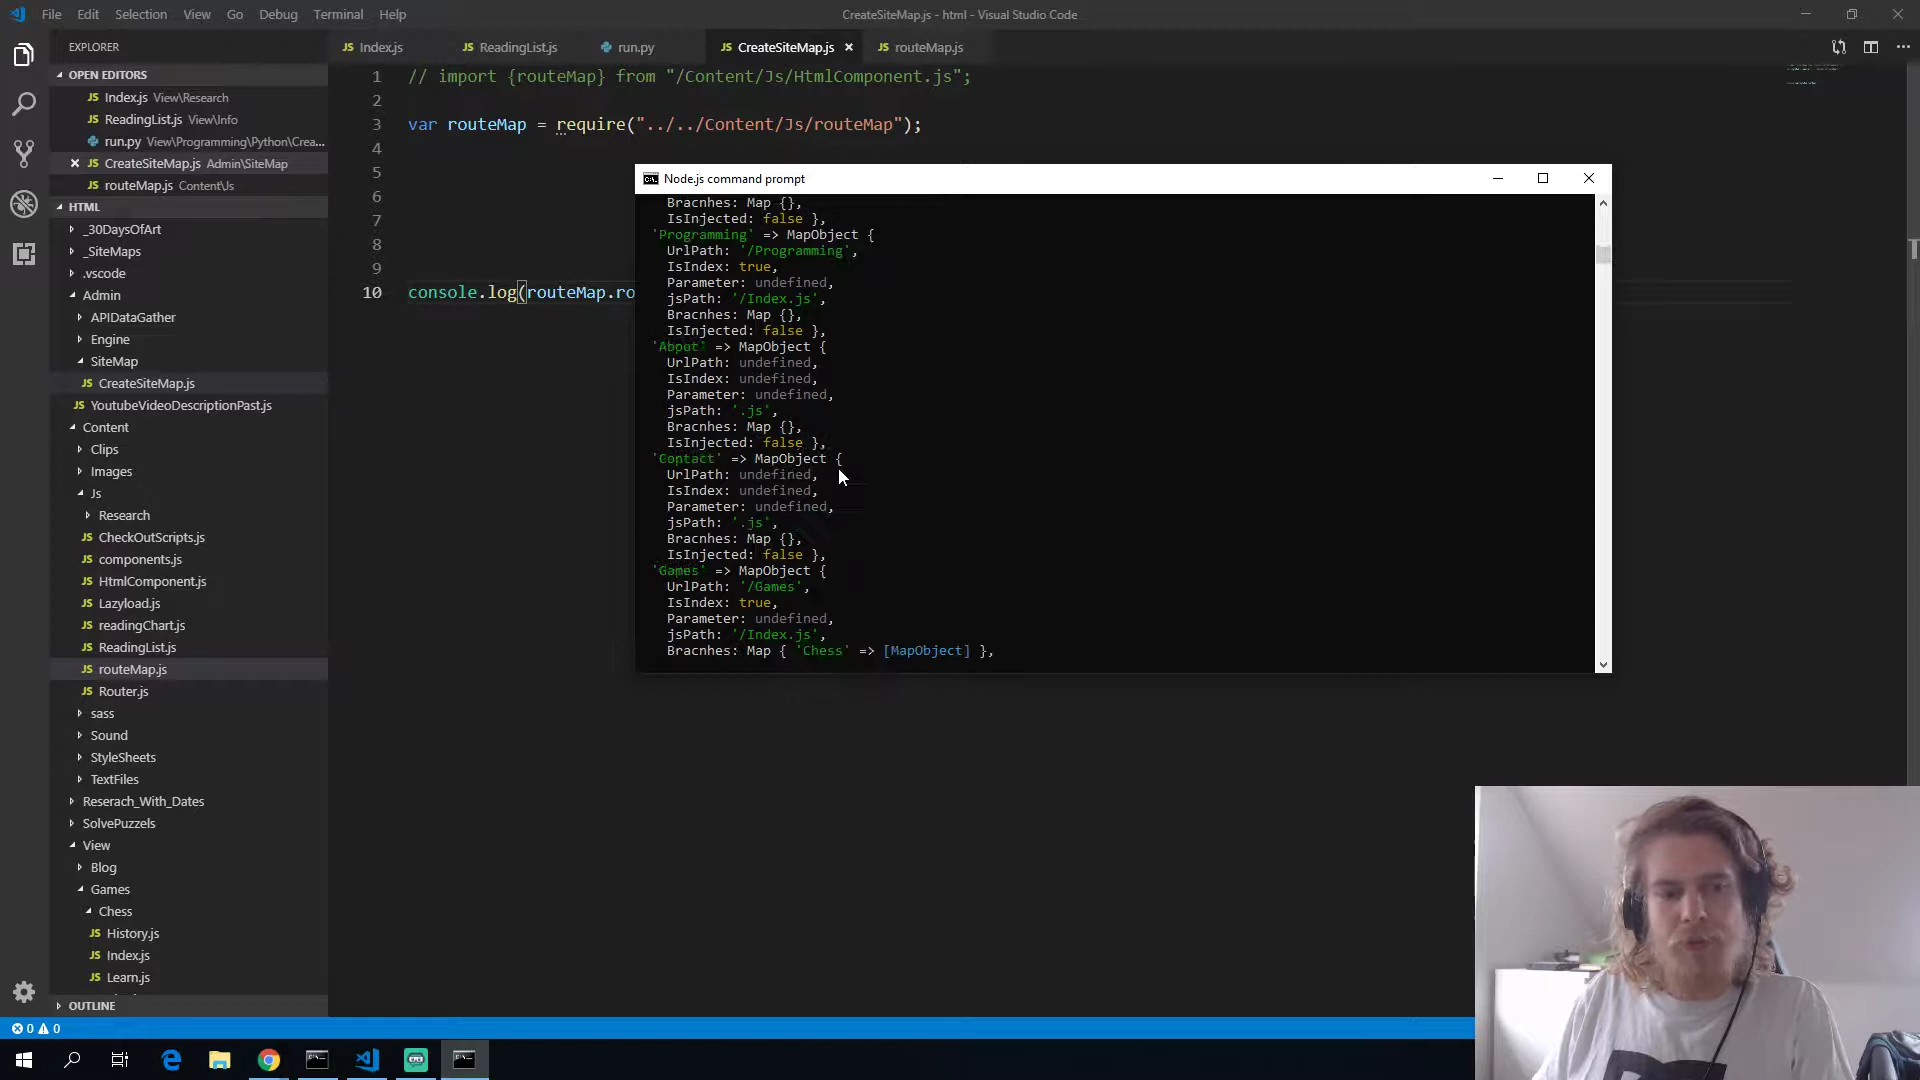 File Edit Selection View Go Debug Terminal Help
CreateSiteMap.js - html - Visual Studio Code
EXPLORER
OPEN EDITORS
JS Index.js View\Research
JS ReadingList.js View\Info
run.py View\Programming\Python\Crea...
JS CreateSiteMap.js Admin\SiteMap
JS routeMap.js Content\Js
HTML
_30DaysOfArt
_SiteMaps
.vscode
Admin
APIDataGather
Engine
SiteMap
JS CreateSiteMap.js
JS YoutubeVideoDescriptionPast.js
Content
Clips
Images
Js
Research
JS CheckOutScripts.js
JS components.js
JS HtmlComponent.js
JS Lazyload.js
JS readingChart.js
JS ReadingList.js
JS routeMap.js
JS Router.js
sass
Sound
StyleSheets
TextFiles
Reserach_With_Dates
SolvePuzzels
View
Blog
Games
Chess
JS History.js
JS Index.js
JS Learn.js
OUTLINE
0 0
JS Index.js JS ReadingList.js run.py JS CreateSiteMap.js JS routeMap.js
1 // import {routeMap} from "/Content/Js/HtmlComponent.js";
2
3 var routeMap = require("../../Content/Js/routeMap");
4
5
6
7
8
9
10 console.log(routeMap.ro
Node.js command prompt
Bracnhes: Map {},
IsInjected: false },
'Programming' => MapObject {
UrlPath: '/Programming',
IsIndex: true,
Parameter: undefined,
jsPath: '/Index.js',
Bracnhes: Map {},
IsInjected: false },
'About' => MapObject {
UrlPath: undefined,
IsIndex: undefined,
Parameter: undefined,
jsPath: '.js',
Bracnhes: Map {},
IsInjected: false },
'Contact' => MapObject {
UrlPath: undefined,
IsIndex: undefined,
Parameter: undefined,
jsPath: '.js',
Bracnhes: Map {},
IsInjected: false },
'Games' => MapObject {
UrlPath: '/Games',
IsIndex: true,
Parameter: undefined,
jsPath: '/Index.js',
Bracnhes: Map { 'Chess' => [MapObject] },